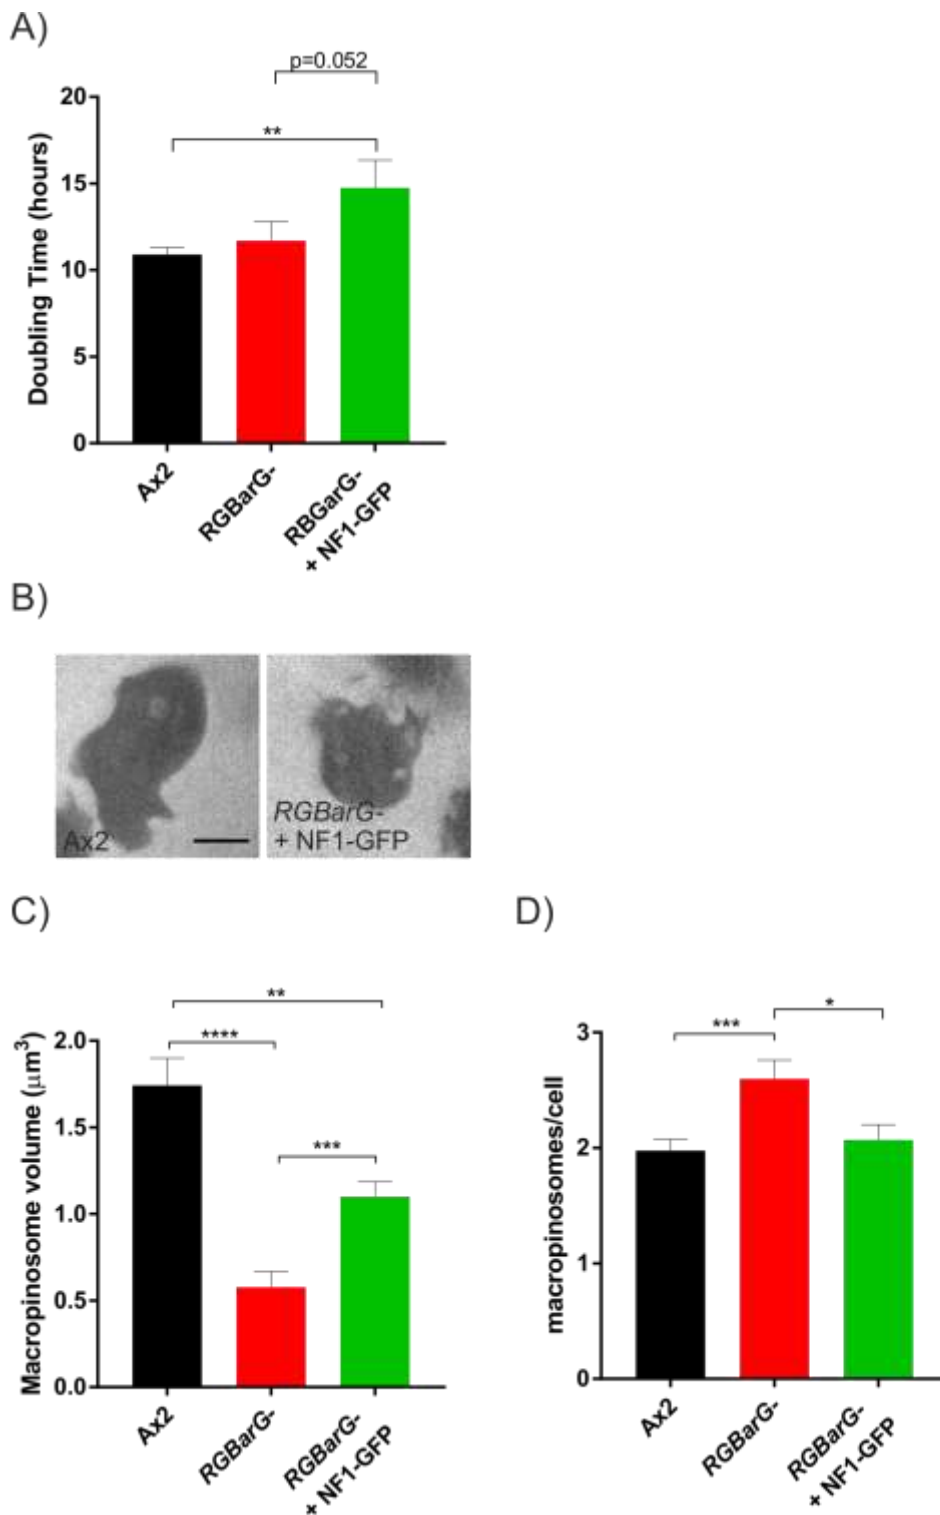 A)
p=0.052
**
20
15
10
5
0
Doubling Time (hours)
Ax2
RGBarG-
RBGarG-
+ NF1-GFP
B)
Ax2
RGBarG-
+ NF1-GFP
C)
**
****
***
2.0
1.5
1.0
0.5
0.0
Macropinosome volume (μm³)
Ax2
RGBarG-
RGBarG-
+ NF1-GFP
D)
*
***
3
2
1
0
macropinosomes/cell
Ax2
RGBarG-
RGBarG-
+ NF1-GFP